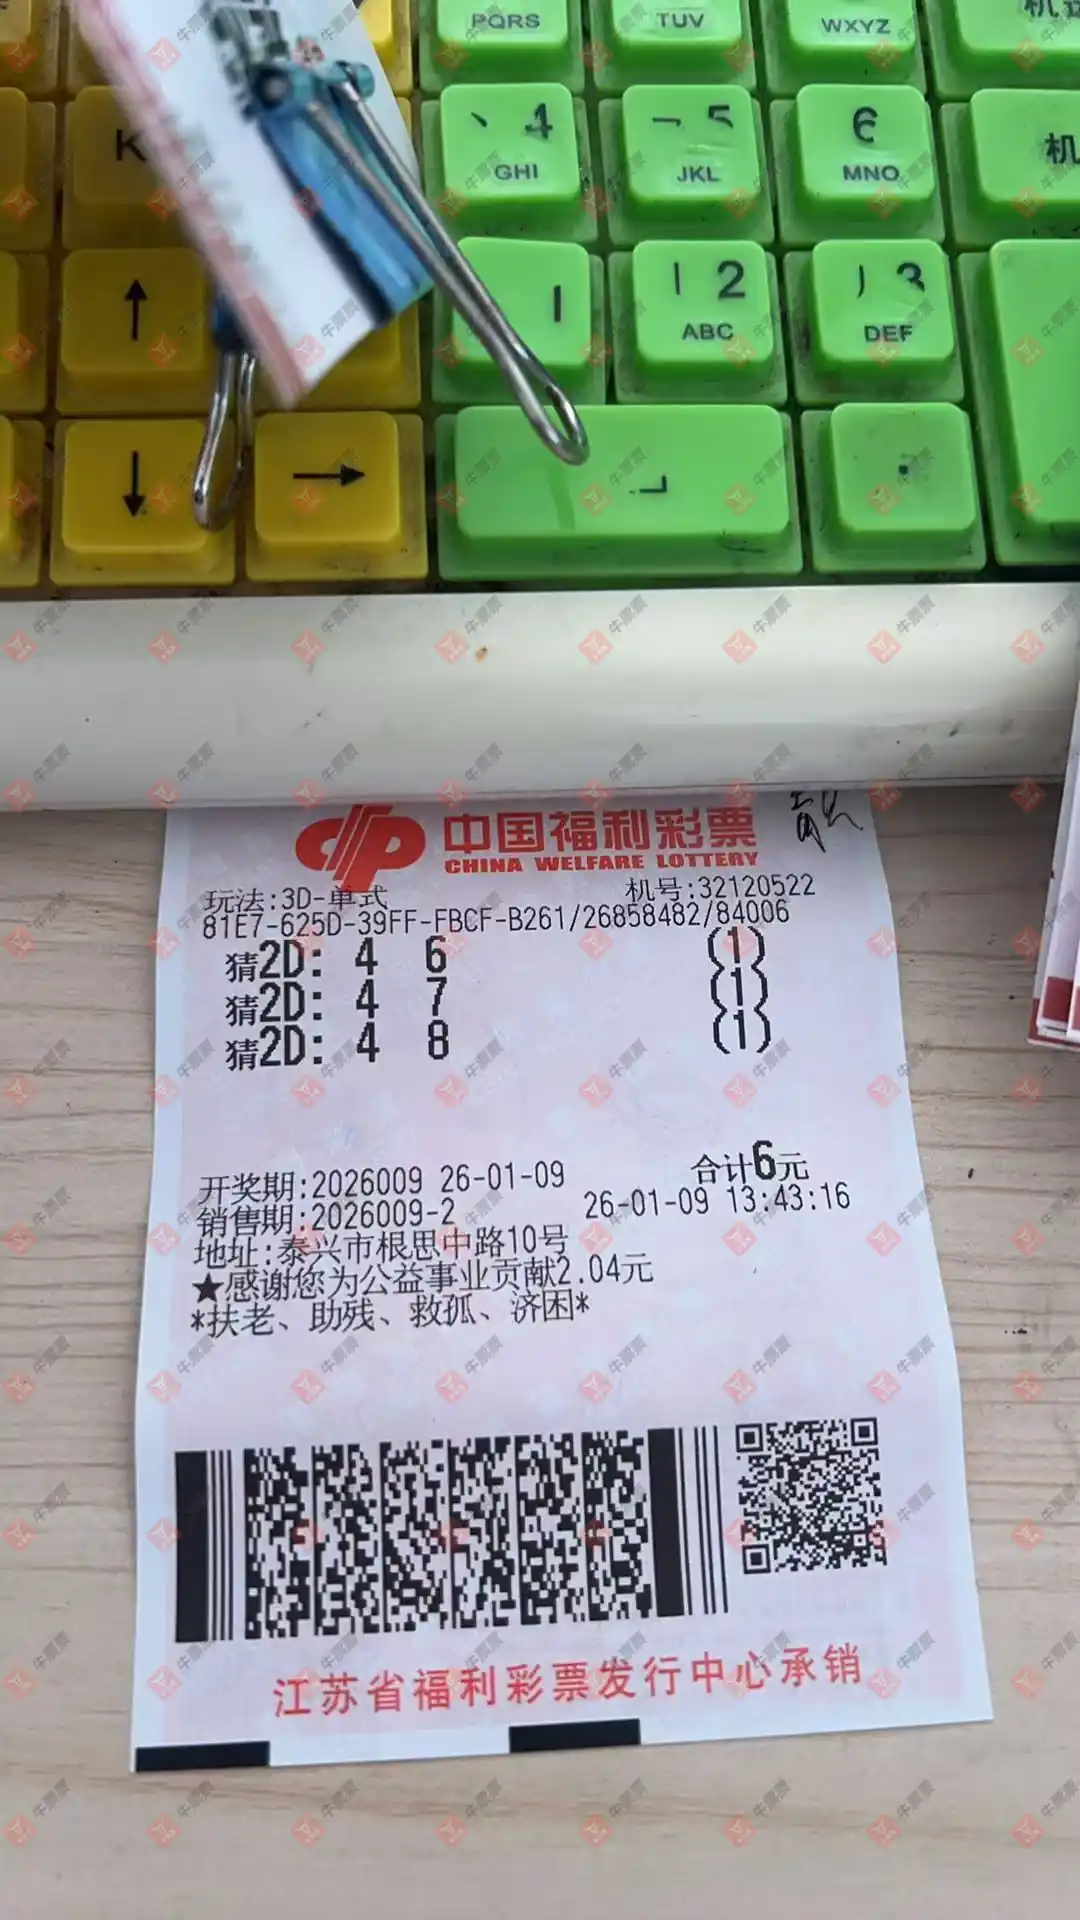 PQRS
TUV
WXYZ
4
GHI
5
JKL
6
MNO
机
K
↑
1
2
ABC
3
DEF
↓
→
.
中国福利彩票
CHINA WELFARE LOTTERY
玩法:3D-单式 机号:32120522
81E7-625D-39FF-FBCF-B261/26858482/84006
猜2D: 4 6 (1)
猜2D: 4 7 (1)
猜2D: 4 8 (1)
合计6元
开奖期:2026009 26-01-09
销售期:2026009-2 26-01-09 13:43:16
地址:泰兴市根思中路10号
★感谢您为公益事业贡献2.04元
*扶老、助残、救孤、济困*
江苏省福利彩票发行中心承销
牛票票